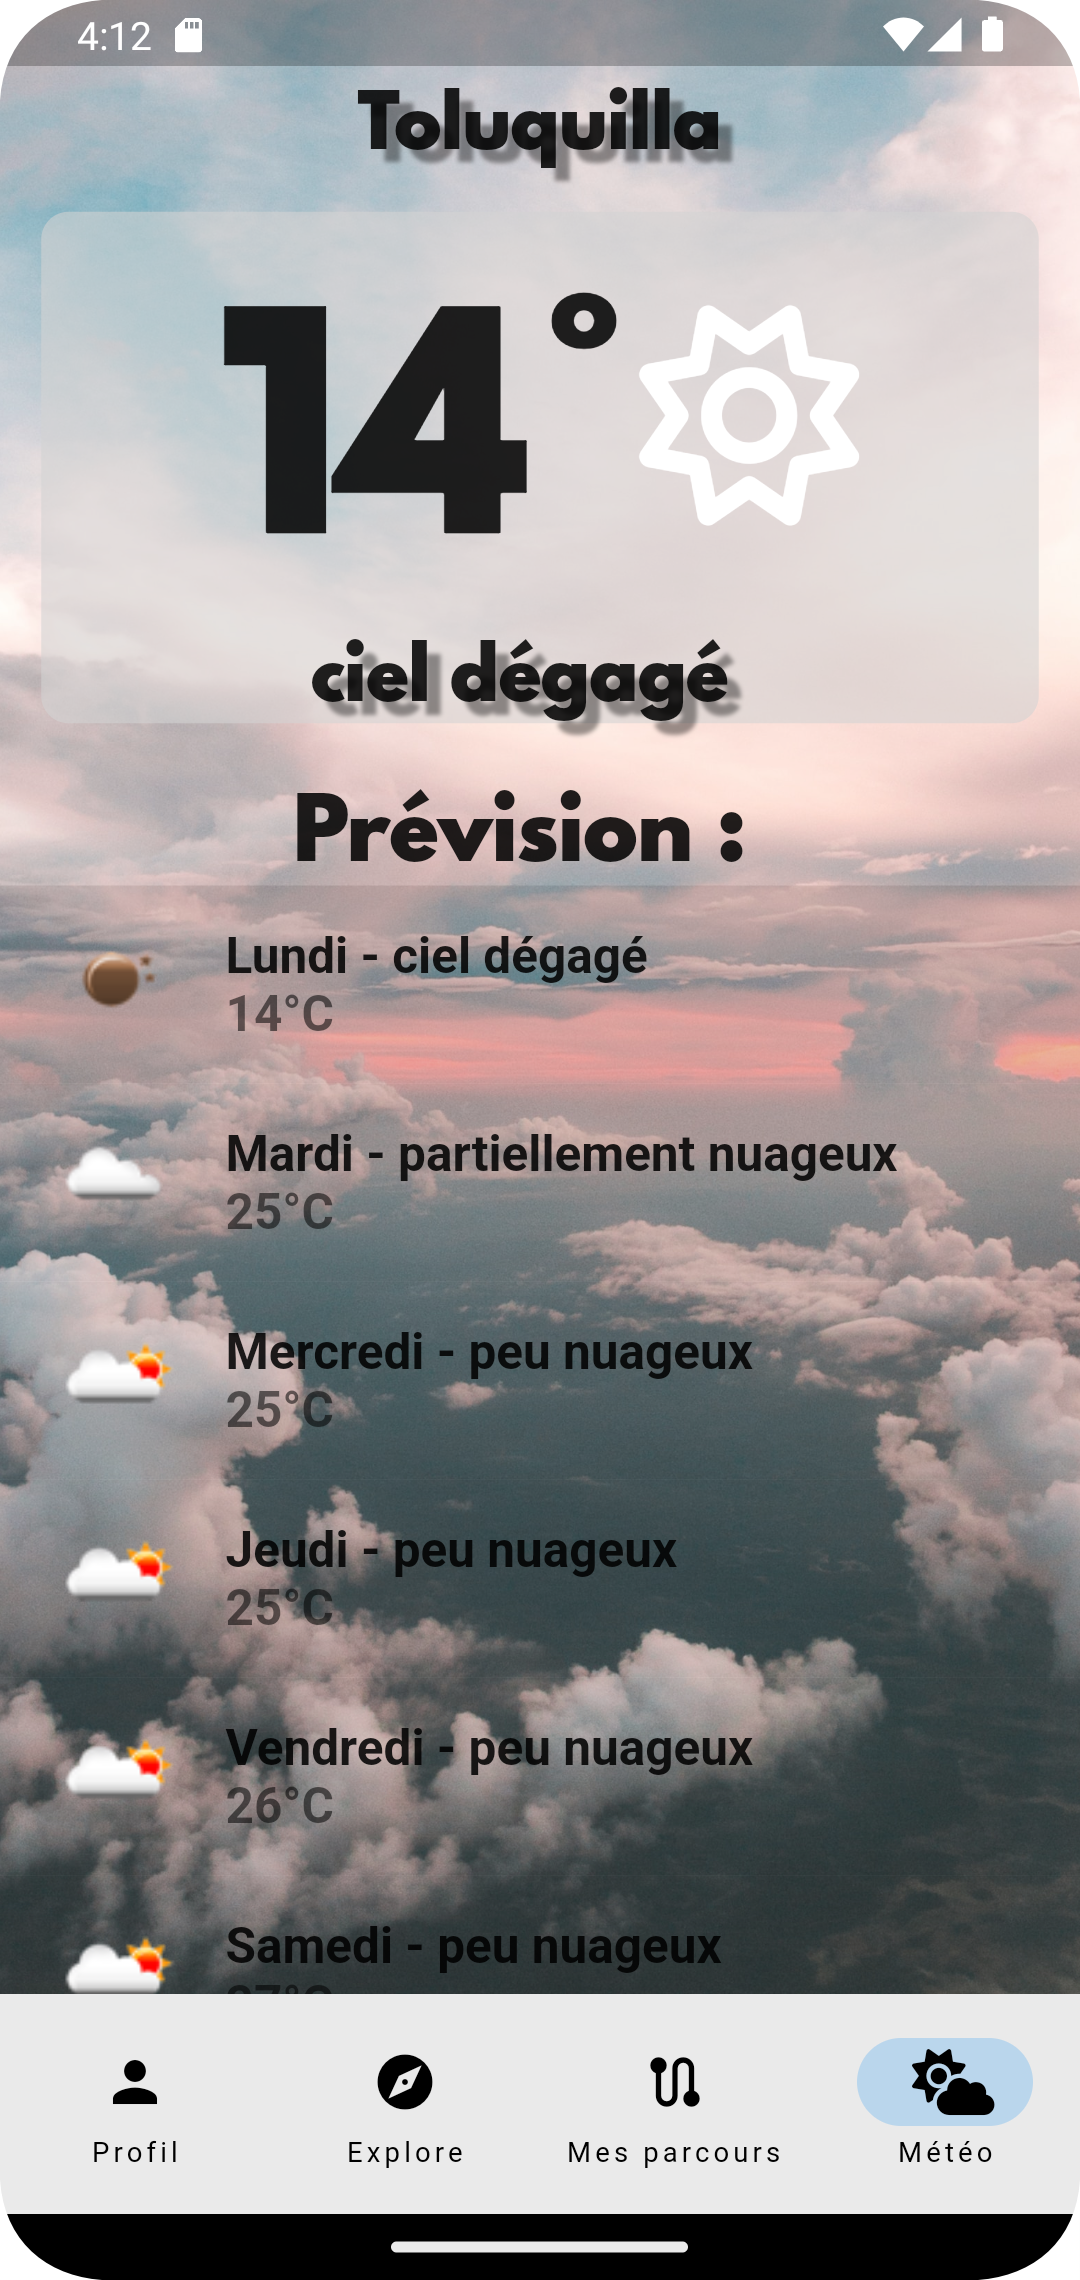 4:12
Toluquilla
14°
ciel dégagé
Prévision :
Lundi - ciel dégagé
14°C
Mardi - partiellement nuageux
25°C
Mercredi - peu nuageux
25°C
Jeudi - peu nuageux
25°C
Vendredi - peu nuageux
26°C
Samedi - peu nuageux
Profil
Explore
Mes parcours
Météo